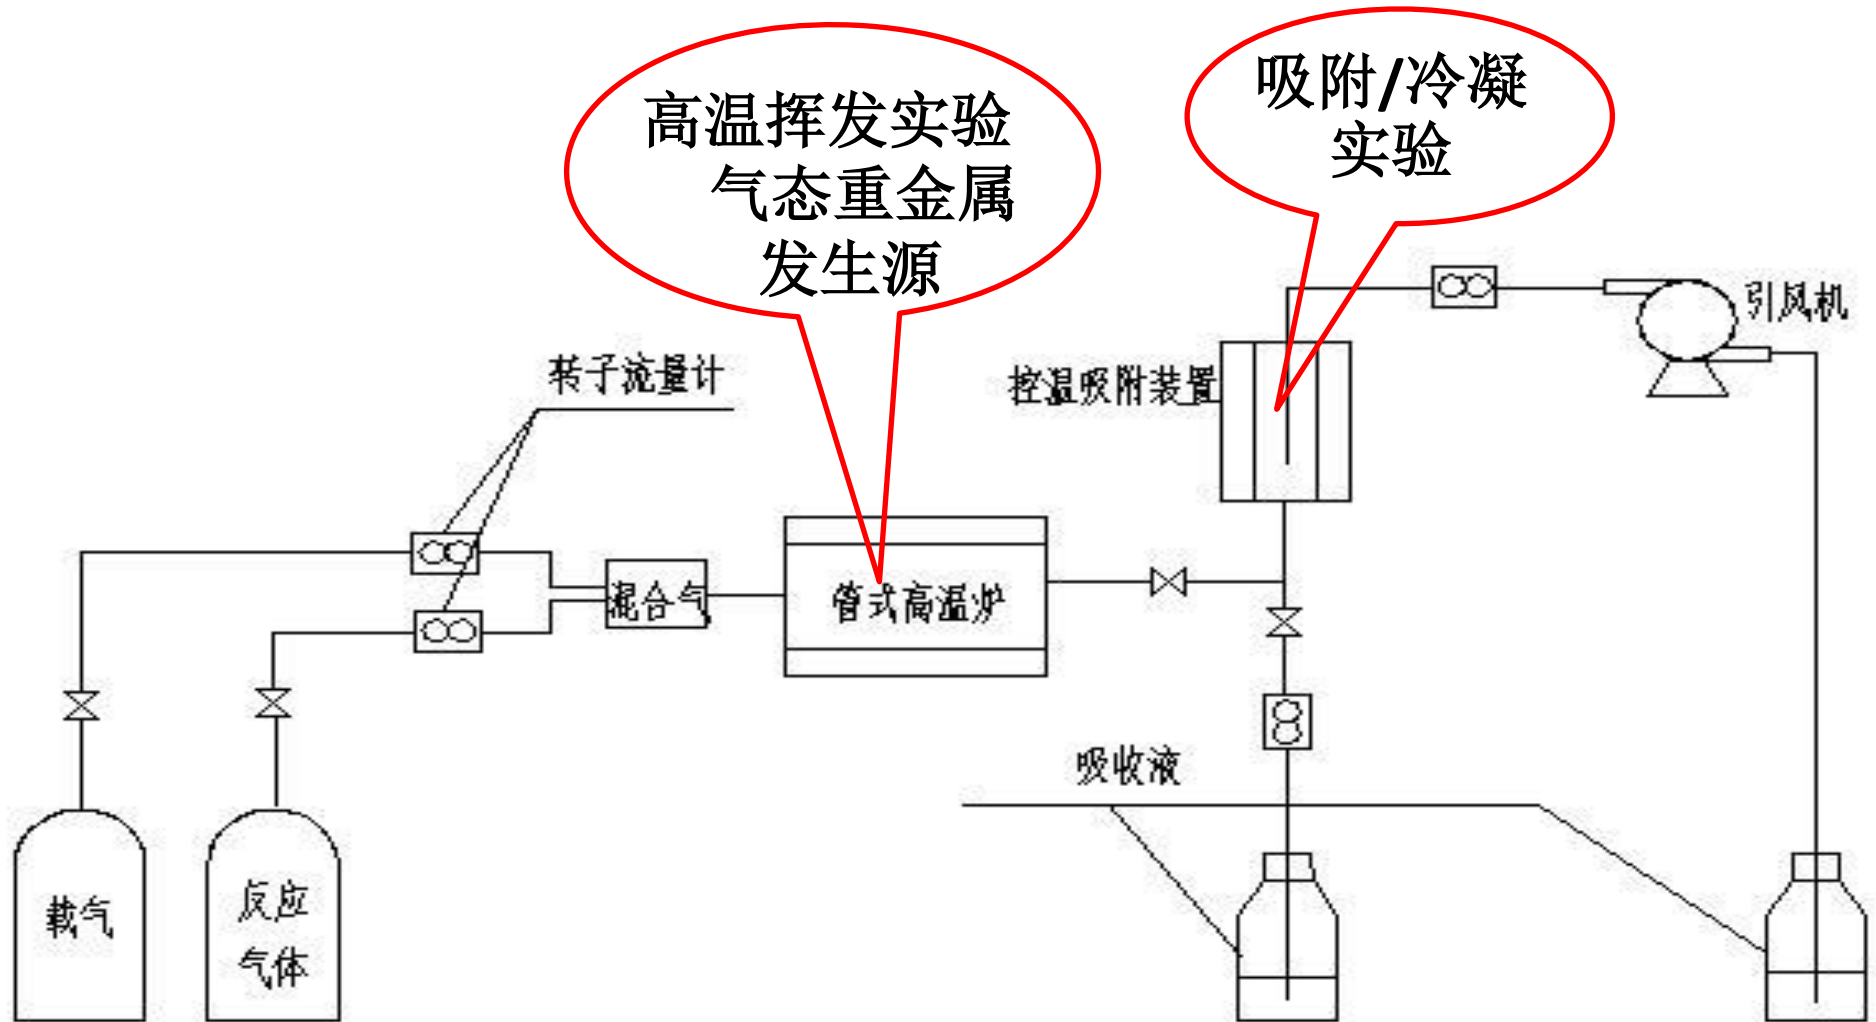 高温挥发实验
气态重金属
发生源
吸附/冷凝
实验
引风机
转子流量计
控温吸附装置
混合气
管式高温炉
吸收液
载气
反应
气体